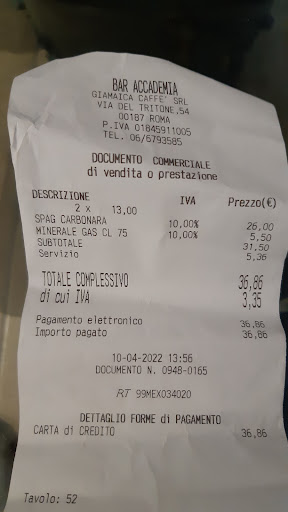 BAR ACCADEMIA
GIAMAICA CAFFE' SRL
VIA DEL TRITONE,54
00187 ROMA
P.IVA 01845911005
TEL. 06/6793585
DOCUMENTO COMMERCIALE
di vendita o prestazione
DESCRIZIONE IVA Prezzo(€)
2 x 13,00
SPAG CARBONARA 10,00% 26,00
MINERALE GAS CL 75 10,00% 5,50
SUBTOTALE 31,50
Servizio 5,36
TOTALE COMPLESSIVO 36,86
di cui IVA 3,35
Pagamento elettronico 36,86
Importo pagato 36,86
10-04-2022 13:56
DOCUMENTO N. 0948-0165
RT 99MEX034020
DETTAGLIO FORME di PAGAMENTO
CARTA di CREDITO 36,86
Tavolo: 52